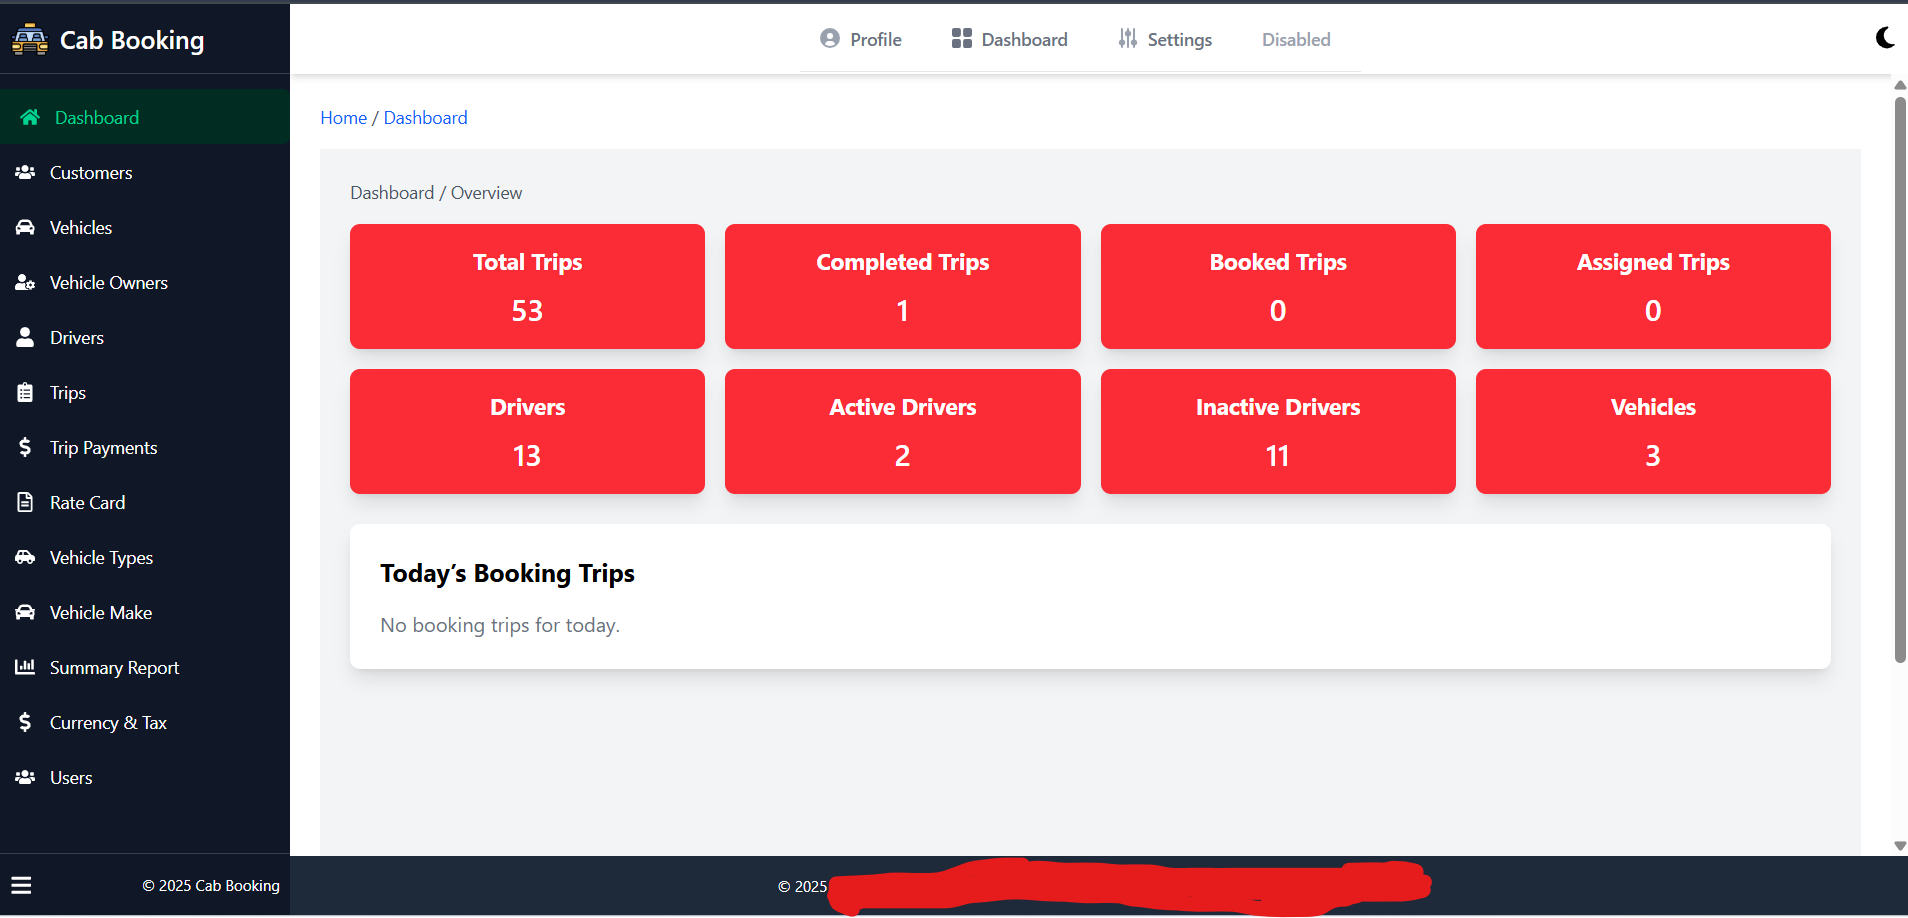 Cab Booking
Profile
Dashboard
Settings
Disabled
Dashboard
Customers
Vehicles
Vehicle Owners
Drivers
Trips
Trip Payments
Rate Card
Vehicle Types
Vehicle Make
Summary Report
Currency & Tax
Users
© 2025 Cab Booking
Home / Dashboard
Dashboard / Overview
Total Trips
53
Completed Trips
1
Booked Trips
0
Assigned Trips
0
Drivers
13
Active Drivers
2
Inactive Drivers
11
Vehicles
3
Today’s Booking Trips
No booking trips for today.
© 2025